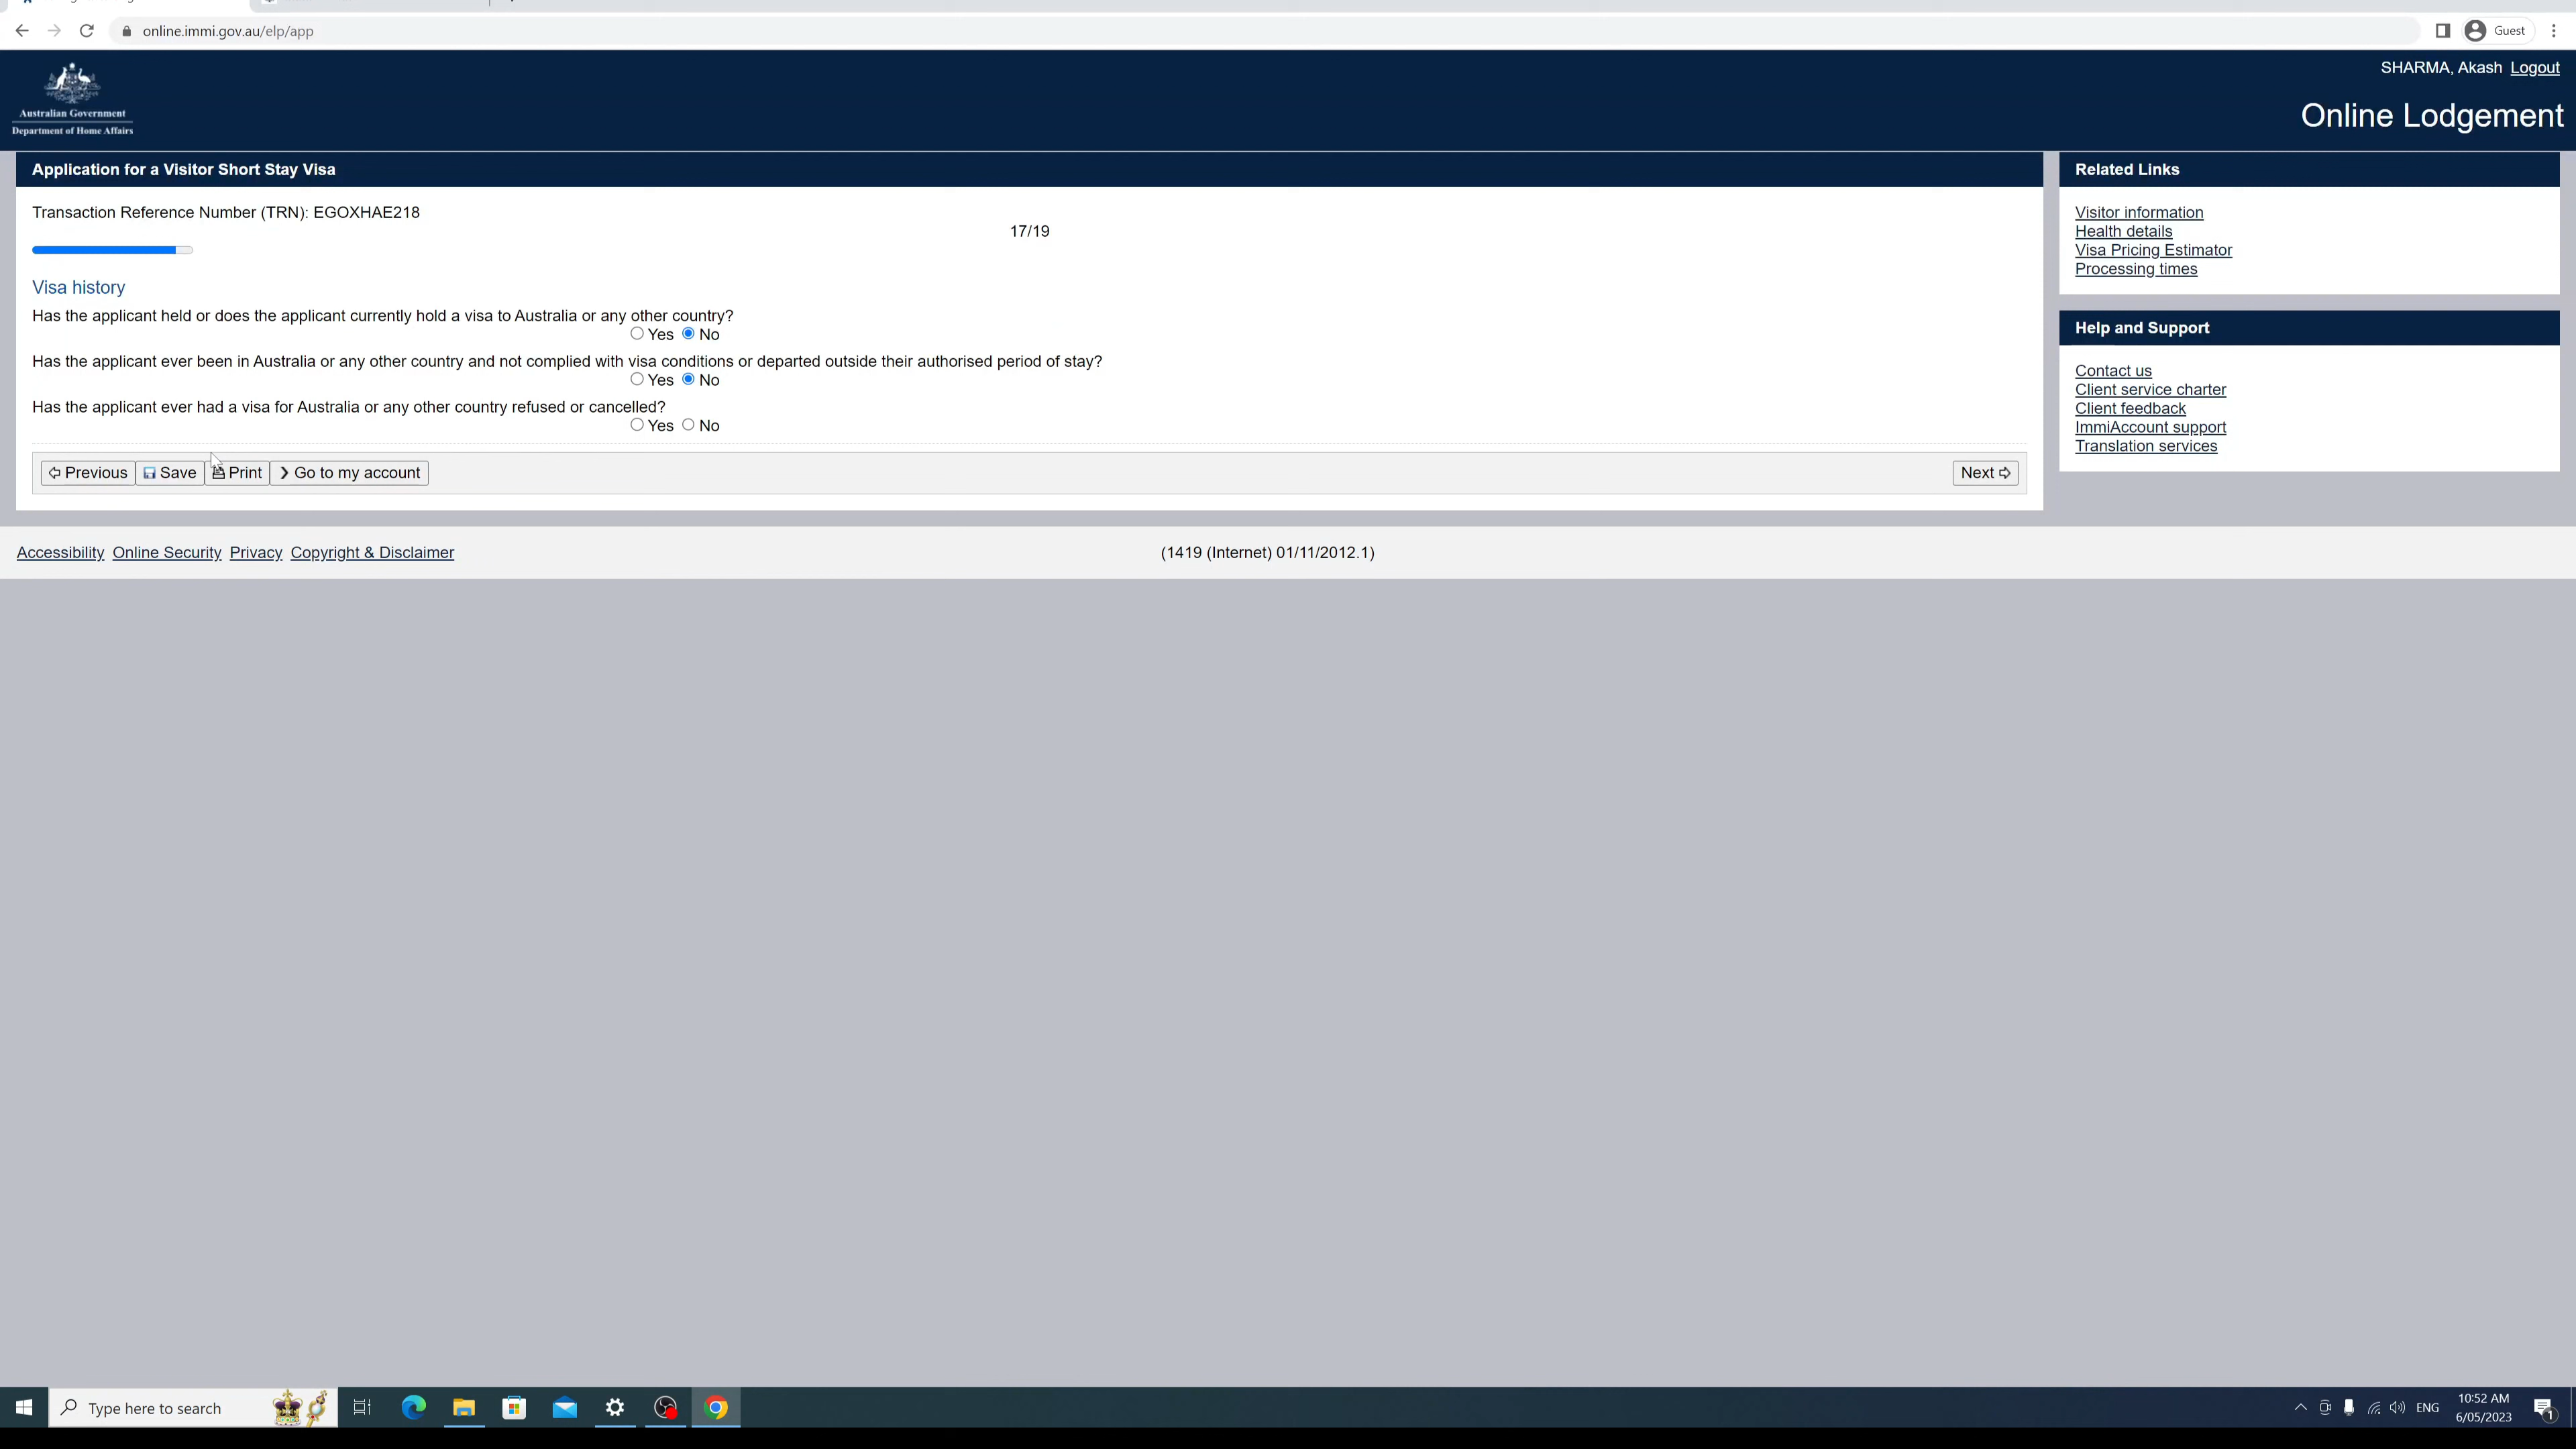 online.immi.gov.au/elp/app
Guest
Australian Government
Department of Home Affairs
SHARMA, Akash Logout
Online Lodgement
Application for a Visitor Short Stay Visa
Transaction Reference Number (TRN): EGOXHAE218
17/19
Visa history
Has the applicant held or does the applicant currently hold a visa to Australia or any other country?
Yes No
Has the applicant ever been in Australia or any other country and not complied with visa conditions or departed outside their authorised period of stay?
Yes No
Has the applicant ever had a visa for Australia or any other country refused or cancelled?
Yes No
Previous Save Print Go to my account Next
Related Links
Visitor information
Health details
Visa Pricing Estimator
Processing times
Help and Support
Contact us
Client service charter
Client feedback
ImmiAccount support
Translation services
Accessibility Online Security Privacy Copyright & Disclaimer
(1419 (Internet) 01/11/2012.1)
Type here to search
ENG
10:52 AM
6/05/2023
1